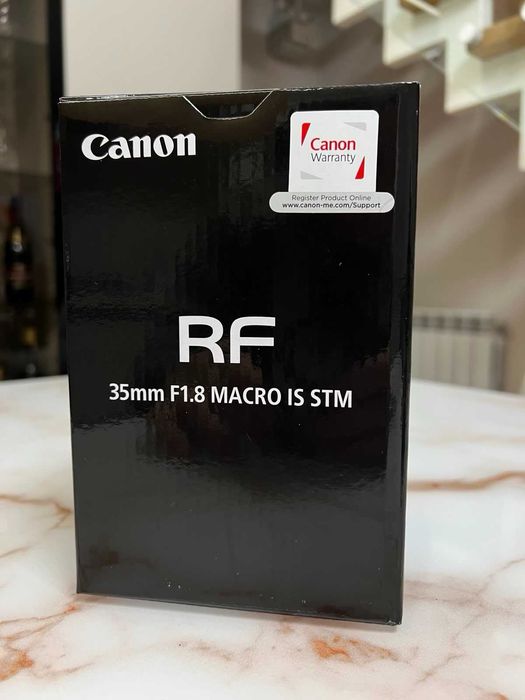 Canon
Canon
Warranty
Register Product Online
www.canon-me.com/Support
RF
35mm F1.8 MACRO IS STM